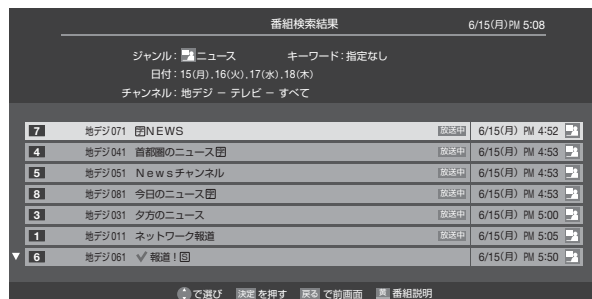 番組検索結果 6/15(月)PM 5:08
ジャンル: ニュース キーワード:指定なし
日付:15(月),16(火),17(水),18(木)
チャンネル:地デジ － テレビ － すべて
7 地デジ071 🈑NEWS 放送中 6/15(月) PM 4:52
4 地デジ041 首都圏のニュース🈑 放送中 6/15(月) PM 4:53
5 地デジ051 Ｎｅｗｓチャンネル 放送中 6/15(月) PM 4:53
8 地デジ081 今日のニュース🈑 放送中 6/15(月) PM 4:53
3 地デジ031 夕方のニュース 放送中 6/15(月) PM 5:00
1 地デジ011 ネットワーク報道 放送中 6/15(月) PM 5:05
▼ 6 地デジ061 ✓報道！🅂 6/15(月) PM 5:50
で選び 決定 を押す 戻る で前画面 黄 番組説明